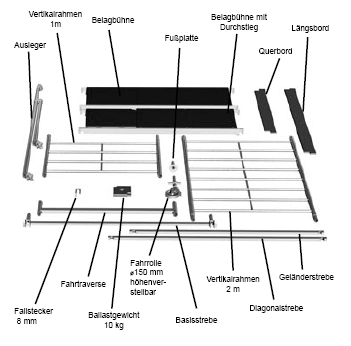 Vertikalrahmen
1m
Belagbühne
Belagbühne mit
Durchstieg
Längsbord
Ausleger
Fußplatte
Querbord
Fallstecker
8 mm
Fahrtraverse
Ballastgewicht
10 kg
Fahrrolle
ø150 mm
höhenver-
stellbar
Basisstrebe
Vertikalrahmen
2 m
Diagonalstrebe
Geländerstrebe